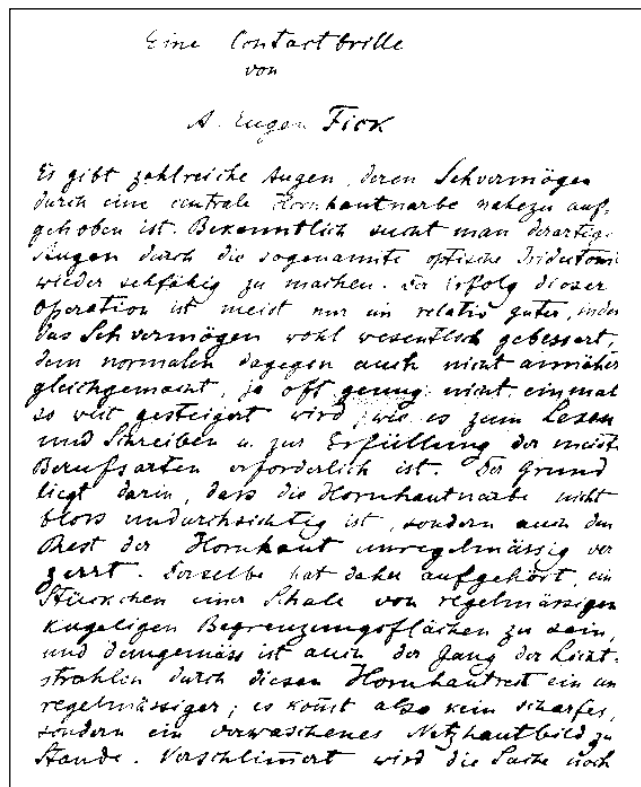 Eine Contactbrille
von
A. Eugen Fick
Es gibt zahlreiche Augen, deren Sehvermögen
durch eine centrale Hornhautnarbe nahezu auf-
gehoben ist. Bekanntlich sucht man derartige
Augen durch die sogenannte optische Iridectomie
wieder sehfähig zu machen. Der Erfolg dieser
Operation ist meist nur ein relativ guter, indem
das Sehvermögen wohl wesentlich gebessert,
dem normalen dagegen auch nicht annäher
gleichgemacht, ja oft genug nicht einmal
so weit gesteigert wird, wie es zum Lesen
und Schreiben u. zur Erfüllung der meist
Berufsarten erforderlich ist. Der Grund
liegt darin, dass die Hornhautnarbe nicht
bloss undurchsichtig ist, sondern auch den
Rest der Hornhaut unregelmässig ver
zerrt. Derselbe hat daher aufgehört, ein
Stückchen einer Schale von regelmässigen
kugeligen Begrenzungsflächen zu sein,
und demgemäss ist auch der Gang der Licht-
strahlen durch diesen Hornhautrest ein un
regelmässiger; es kom̄t also kein scharfes,
sondern ein verwaschenes Netzhautbild zu
Stande. Verschlim̄ert wird die Sache noch